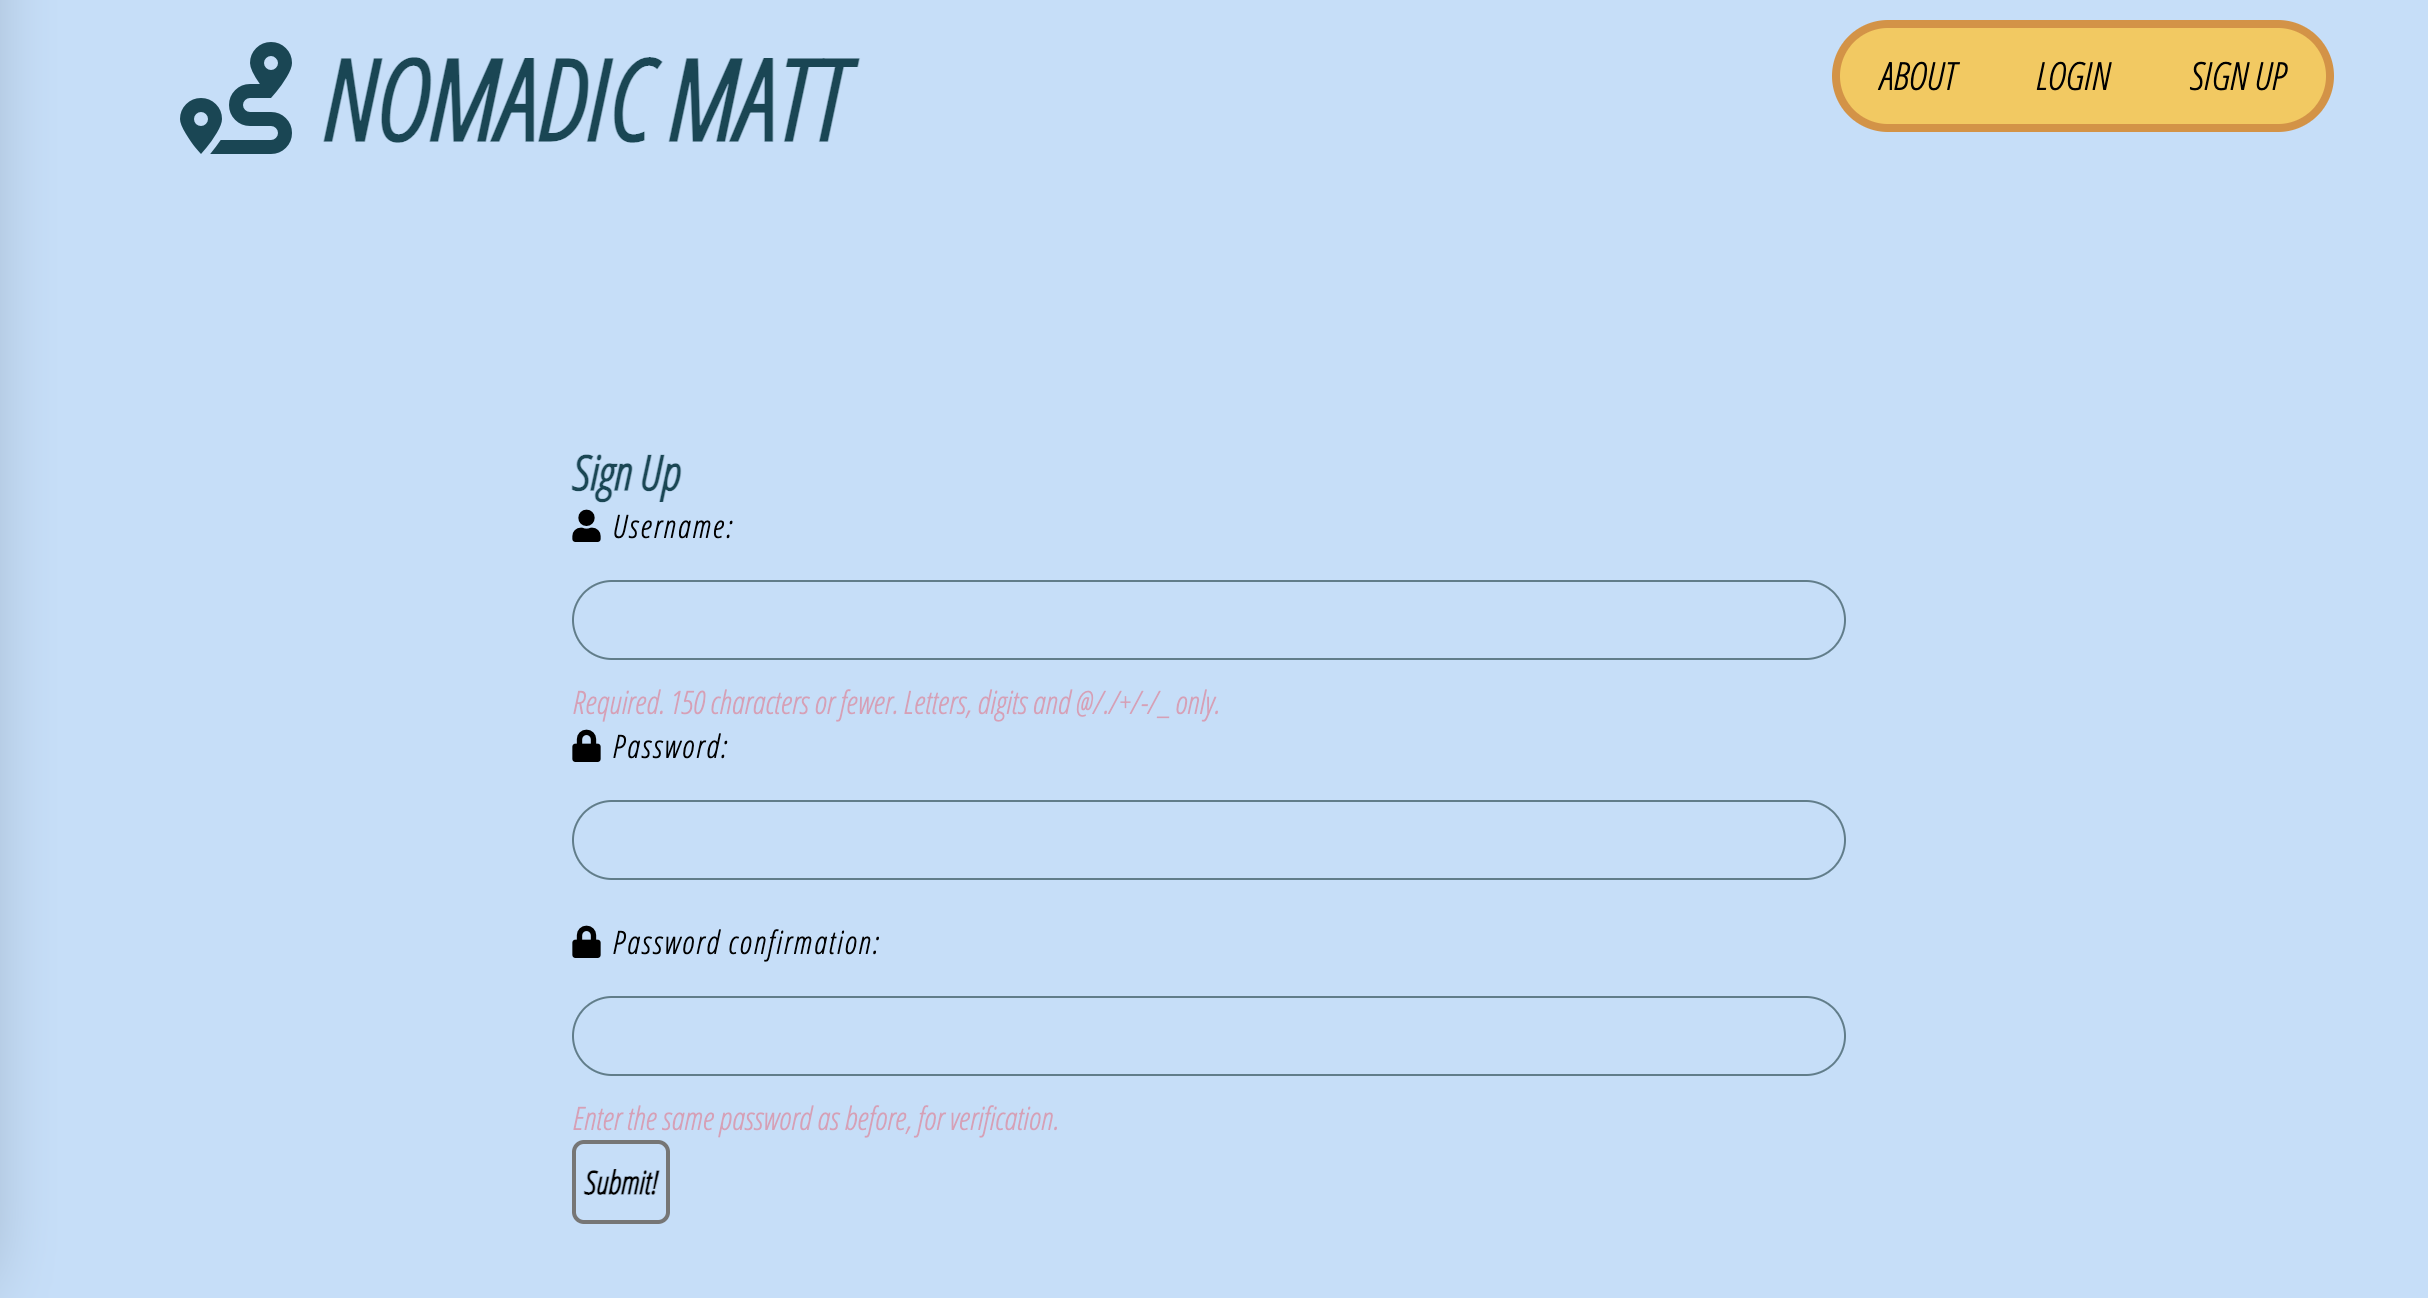 NOMADIC MATT
ABOUT LOGIN SIGN UP
Sign Up
Username:
Required. 150 characters or fewer. Letters, digits and @/./+/-/_ only.
Password:
Password confirmation:
Enter the same password as before, for verification.
Submit!